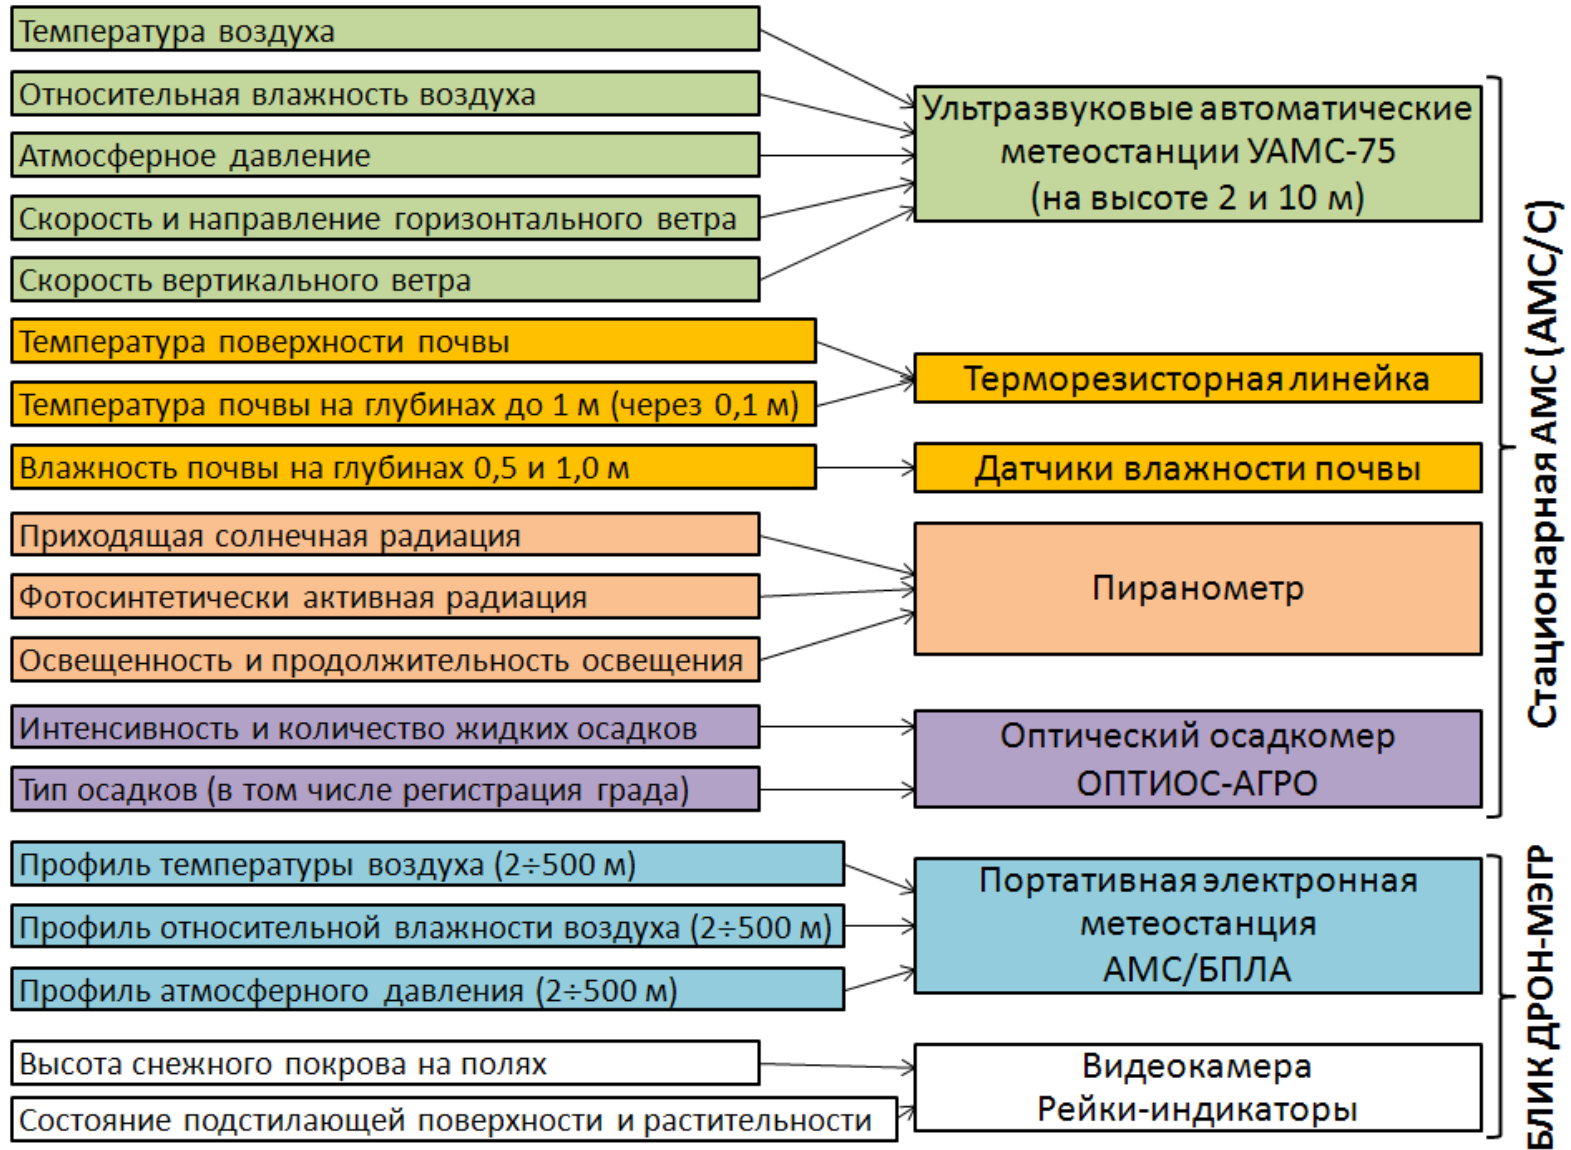 Температура воздуха
Относительная влажность воздуха
Атмосферное давление
Скорость и направление горизонтального ветра
Скорость вертикального ветра
Ультразвуковые автоматические
метеостанции УАМС-75
(на высоте 2 и 10 м)
Температура поверхности почвы
Температура почвы на глубинах до 1 м (через 0,1 м)
Терморезисторная линейка
Влажность почвы на глубинах 0,5 и 1,0 м
Датчики влажности почвы
Приходящая солнечная радиация
Фотосинтетически активная радиация
Освещенность и продолжительность освещения
Пиранометр
Интенсивность и количество жидких осадков
Тип осадков (в том числе регистрация града)
Оптический осадкомер
ОПТИОС-АГРО
Стационарная АМС (АМС/С)
Профиль температуры воздуха (2÷500 м)
Профиль относительной влажности воздуха (2÷500 м)
Профиль атмосферного давления (2÷500 м)
Портативная электронная
метеостанция
АМС/БПЛА
Высота снежного покрова на полях
Состояние подстилающей поверхности и растительности
Видеокамера
Рейки-индикаторы
БЛИК ДРОН-МЭГР